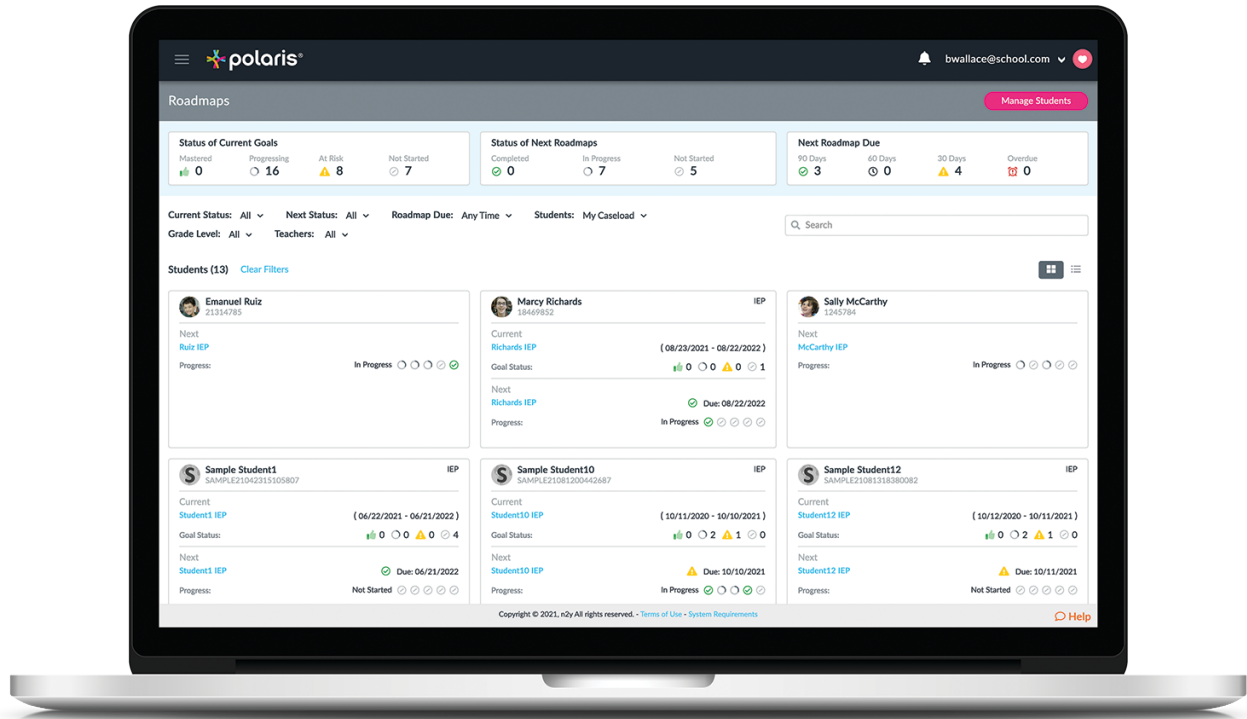 polaris®
bwallace@school.com
Roadmaps
Manage Students
Status of Current Goals
Mastered Progressing At Risk Not Started
0 16 8 7
Status of Next Roadmaps
Completed In Progress Not Started
0 7 5
Next Roadmap Due
90 Days 60 Days 30 Days Overdue
3 0 4 0
Current Status: All Next Status: All Roadmap Due: Any Time Students: My Caseload
Grade Level: All Teachers: All
Search
Students (13) Clear Filters
Emanuel Ruiz
21314785
Next
Ruiz IEP
Progress: In Progress
Marcy Richards IEP
18469852
Current
Richards IEP ( 08/23/2021 - 08/22/2022 )
Goal Status: 0 0 0 1
Next
Richards IEP Due: 08/22/2022
Progress: In Progress
Sally McCarthy
1245784
Next
McCarthy IEP
Progress: In Progress
S Sample Student1 IEP
SAMPLE21042315105807
Current
Student1 IEP ( 06/22/2021 - 06/21/2022 )
Goal Status: 0 0 0 4
Next
Student1 IEP Due: 06/21/2022
Progress: Not Started
S Sample Student10 IEP
SAMPLE21081200442687
Current
Student10 IEP ( 10/11/2020 - 10/10/2021 )
Goal Status: 0 2 1 0
Next
Student10 IEP Due: 10/10/2021
Progress: In Progress
S Sample Student12 IEP
SAMPLE21081318380082
Current
Student12 IEP ( 10/12/2020 - 10/11/2021 )
Goal Status: 0 2 1 0
Next
Student12 IEP Due: 10/11/2021
Progress: Not Started
Copyright © 2021, n2y All rights reserved. - Terms of Use - System Requirements
Help